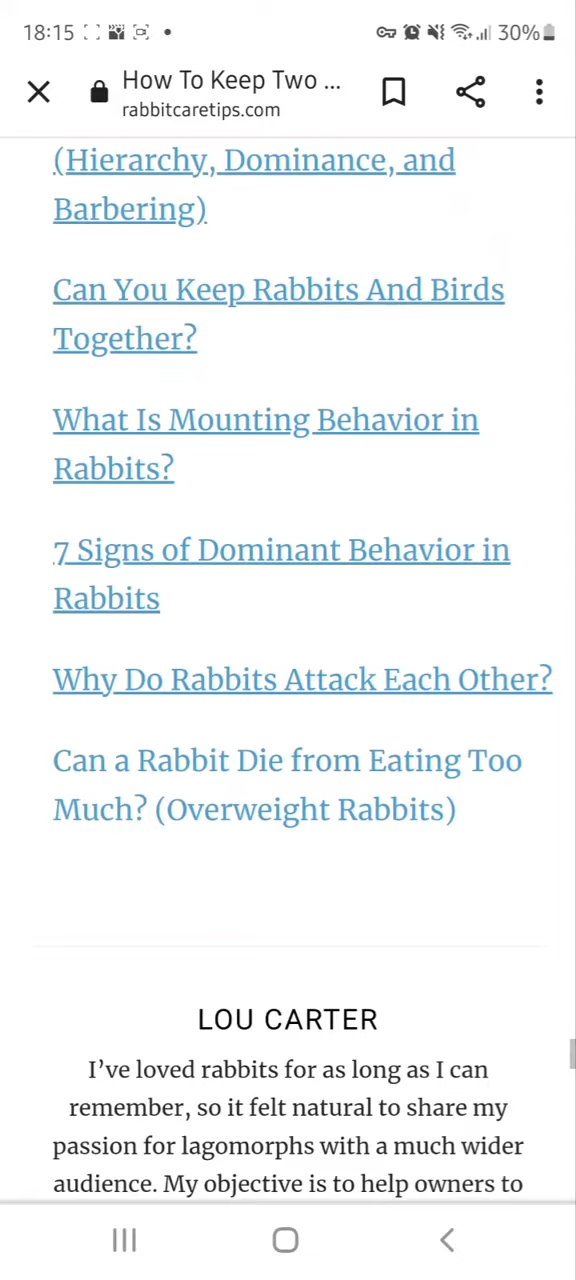 18:15
30%
How To Keep Two ...
rabbitcaretips.com
(Hierarchy, Dominance, and
Barbering)
Can You Keep Rabbits And Birds
Together?
What Is Mounting Behavior in
Rabbits?
7 Signs of Dominant Behavior in
Rabbits
Why Do Rabbits Attack Each Other?
Can a Rabbit Die from Eating Too
Much? (Overweight Rabbits)
LOU CARTER
I’ve loved rabbits for as long as I can
remember, so it felt natural to share my
passion for lagomorphs with a much wider
audience. My objective is to help owners to